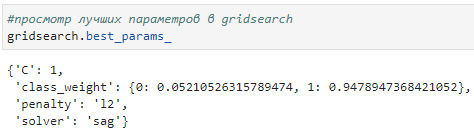 #просмотр лучших параметров в gridsearch
gridsearch.best_params_
{'C': 1,
 'class_weight': {0: 0.05210526315789474, 1: 0.9478947368421052},
 'penalty': 'l2',
 'solver': 'sag'}